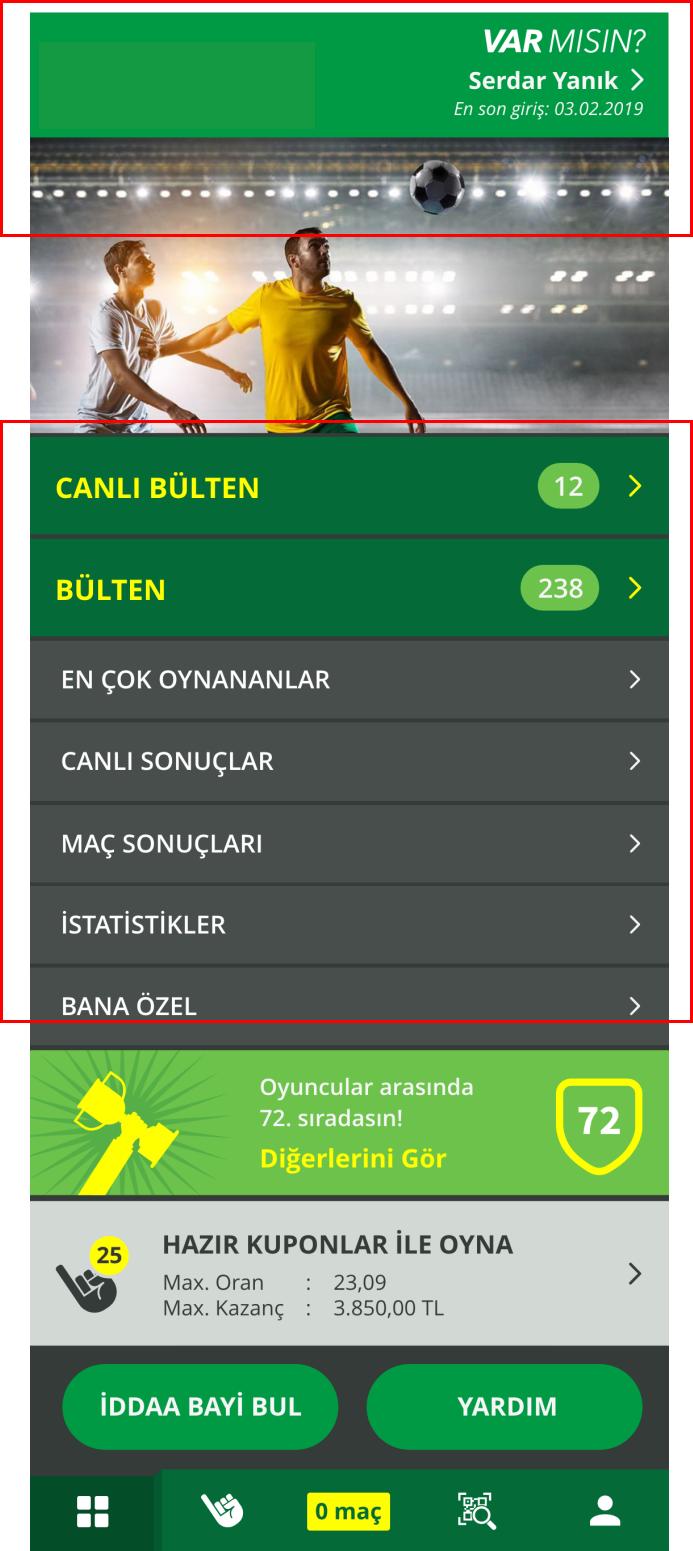 VAR MISIN?
Serdar Yanık
En son giriş: 03.02.2019
CANLI BÜLTEN 12
BÜLTEN 238
EN ÇOK OYNANANLAR
CANLI SONUÇLAR
MAÇ SONUÇLARI
İSTATİSTİKLER
BANA ÖZEL
Oyuncular arasında
72. sıradasın!
Diğerlerini Gör
72
25
HAZIR KUPONLAR İLE OYNA
Max. Oran : 23,09
Max. Kazanç : 3.850,00 TL
İDDAA BAYİ BUL YARDIM
0 maç